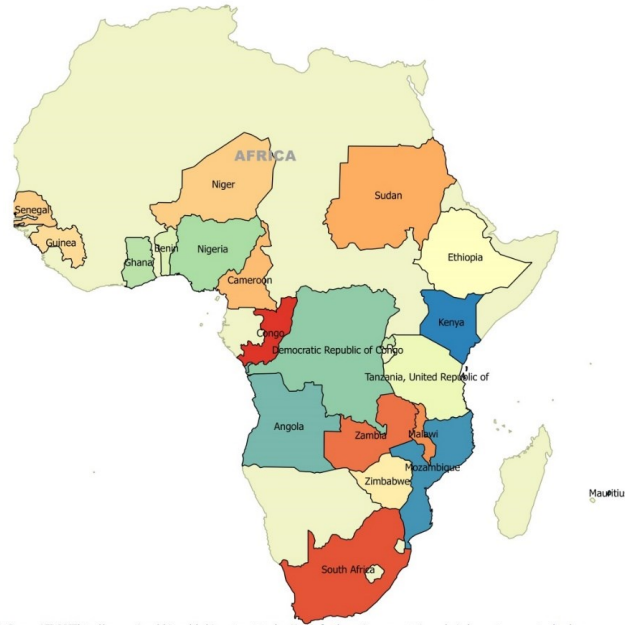 AFRICA
Niger
Sudan
Senegal
Guinea
Benin
Nigeria
Ghana
Ethiopia
Cameroon
Kenya
Congo
Democratic Republic of Congo
Tanzania, United Republic of
Angola
Zambia
Malawi
Mozambique
Zimbabwe
Mauritiu
South Africa